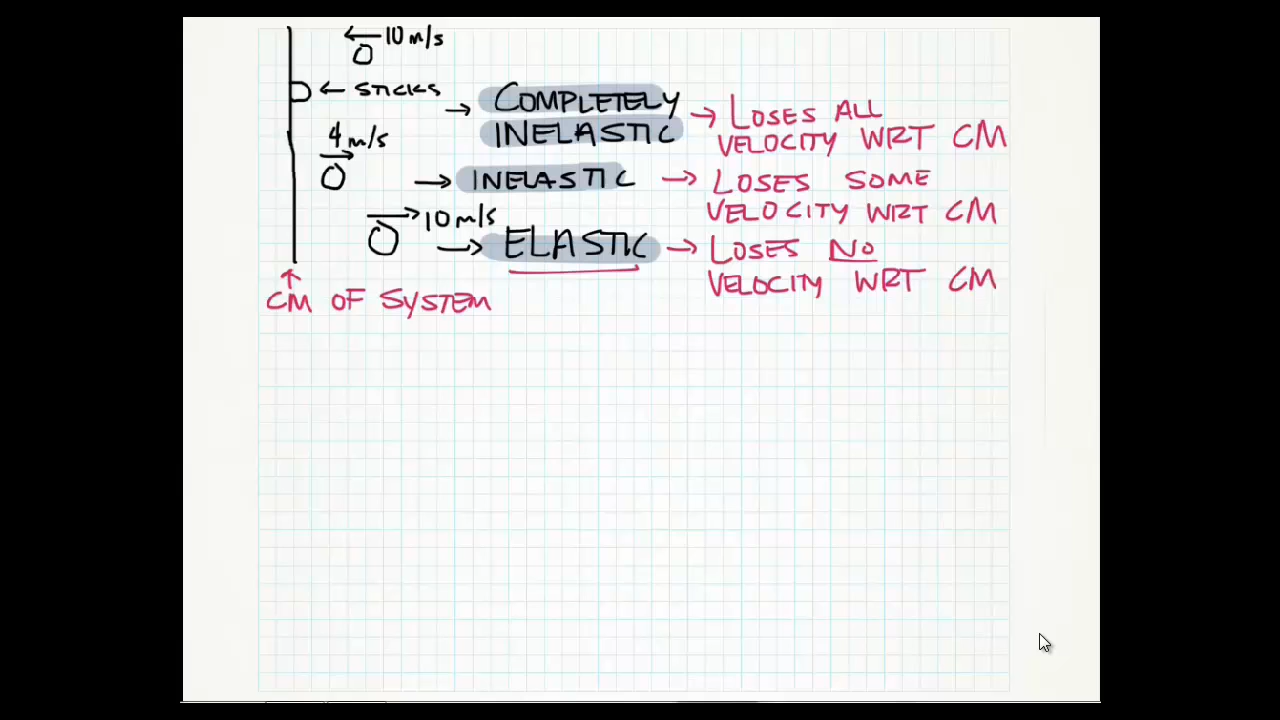 ← 10 m/s
← STICKS
→ COMPLETELY INELASTIC → LOSES ALL VELOCITY WRT CM
4 m/s
→ INELASTIC → LOSES SOME VELOCITY WRT CM
→ 10 m/s
→ ELASTIC → LOSES NO VELOCITY WRT CM
↑
CM OF SYSTEM